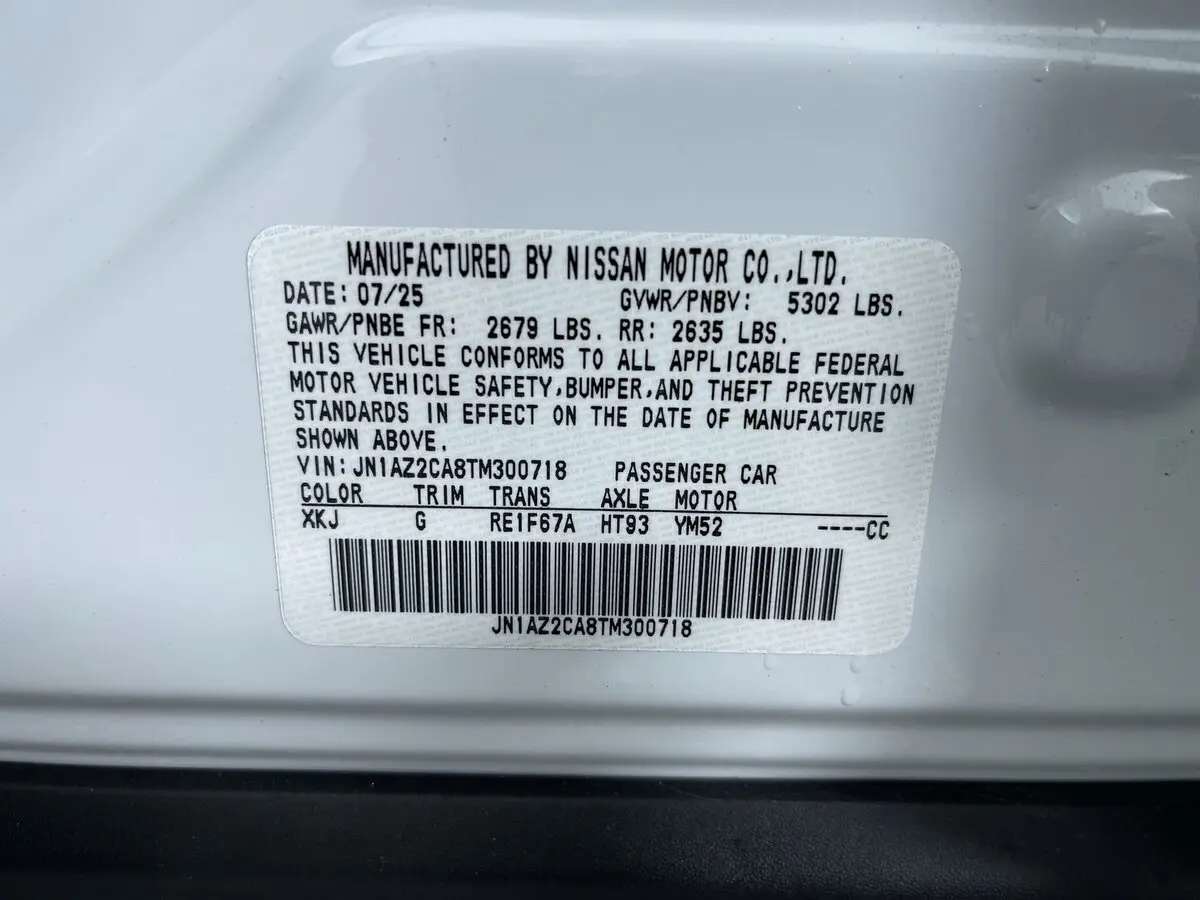 MANUFACTURED BY NISSAN MOTOR CO.,LTD.
DATE: 07/25 GVWR/PNBV: 5302 LBS.
GAWR/PNBE FR: 2679 LBS. RR: 2635 LBS.
THIS VEHICLE CONFORMS TO ALL APPLICABLE FEDERAL
MOTOR VEHICLE SAFETY,BUMPER,AND THEFT PREVENTION
STANDARDS IN EFFECT ON THE DATE OF MANUFACTURE
SHOWN ABOVE.
VIN:JN1AZ2CA8TM300718 PASSENGER CAR
COLOR TRIM TRANS AXLE MOTOR
XKJ G RE1F67A HT93 YM52 ----CC
JN1AZ2CA8TM300718